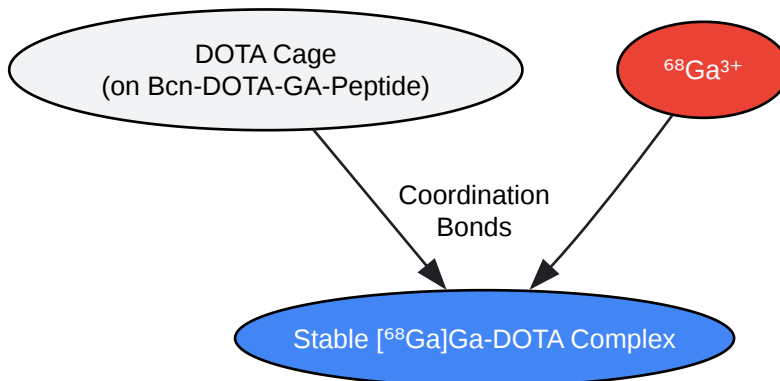 DOTA Cage
(on Bcn-DOTA-GA-Peptide)
⁶⁸Ga³⁺
Coordination
Bonds
Stable [⁶⁸Ga]Ga-DOTA Complex